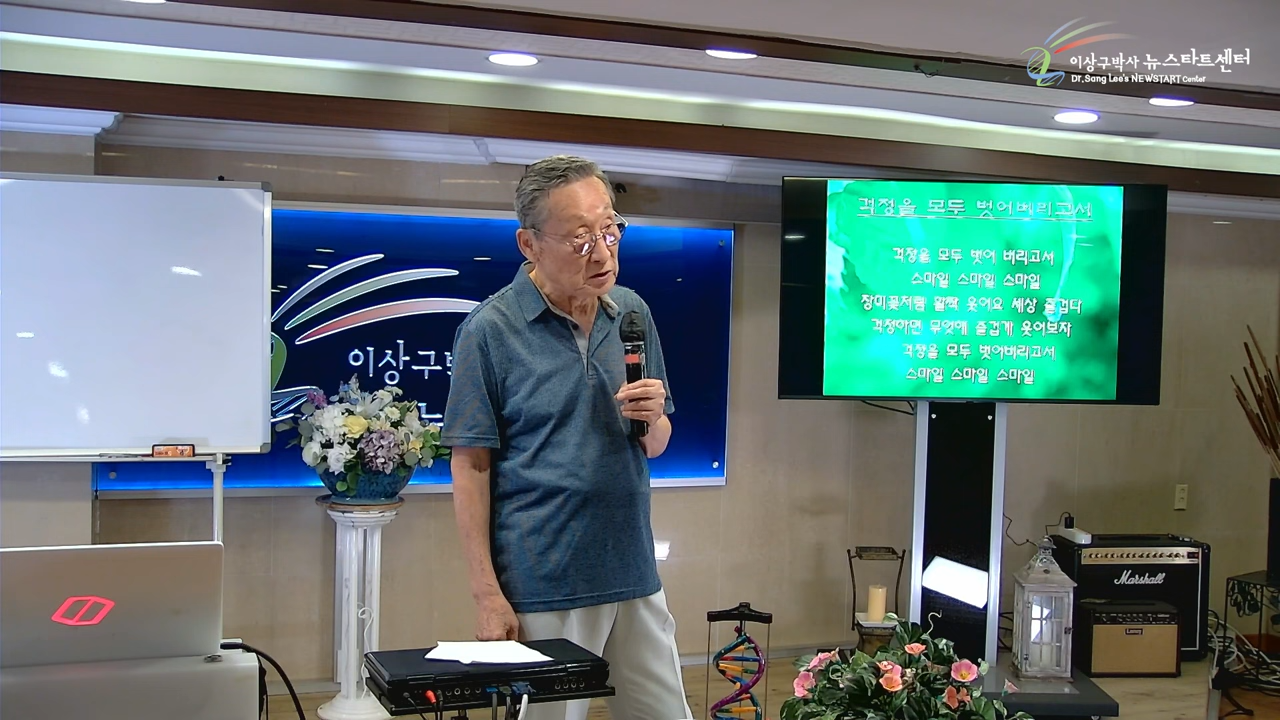 이상구박사 뉴스타트센터
Dr. Sang Lee's NEWSTART Center
걱정을 모두 벗어버리고서
걱정을 모두 벗어 버리고서
스마일 스마일 스마일
장미꽃처럼 활짝 웃어요 세상 즐겁다
걱정하면 무엇해 즐겁게 웃어보자
걱정을 모두 벗어버리고서
스마일 스마일 스마일
이상구
Marshall
Laney